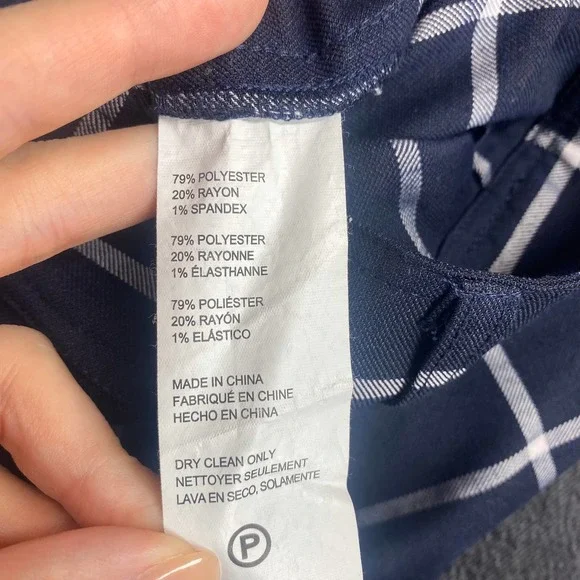 79% POLYESTER
20% RAYON
1% SPANDEX
79% POLYESTER
20% RAYONNE
1% ÉLASTHANNE
79% POLIÉSTER
20% RAYÓN
1% ELÁSTICO
MADE IN CHINA
FABRIQUÉ EN CHINE
HECHO EN CHINA
DRY CLEAN ONLY
NETTOYER SEULEMENT
LAVA EN SECO, SOLAMENTE
P